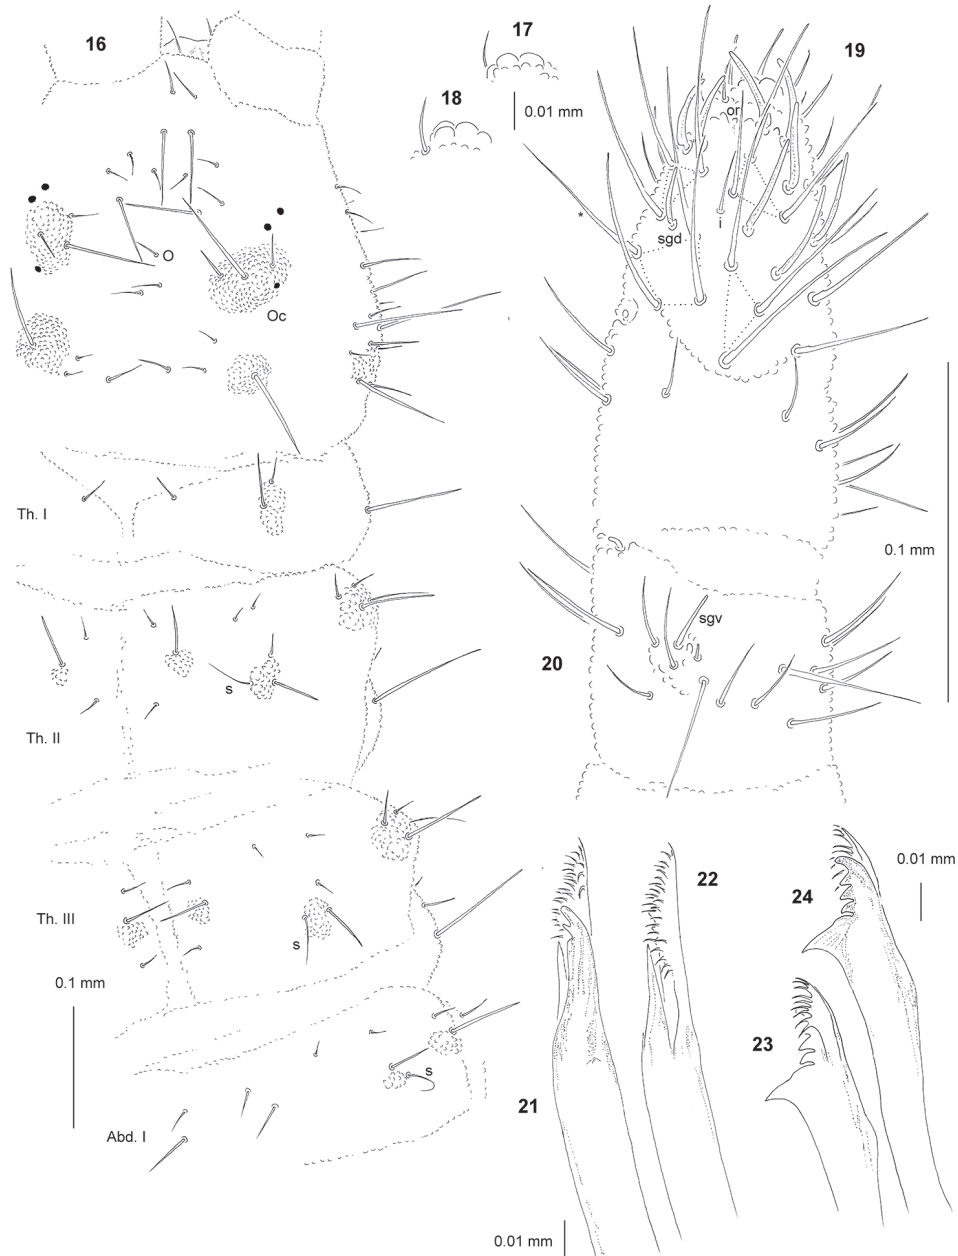 16
17
19
18
0.01 mm
or
*
i
sgd
O
Oc
Th. I
0.1 mm
sgv
s
20
Th. II
22
0.01 mm
24
Th. III
s
0.1 mm
23
s
21
Abd. I
0.01 mm